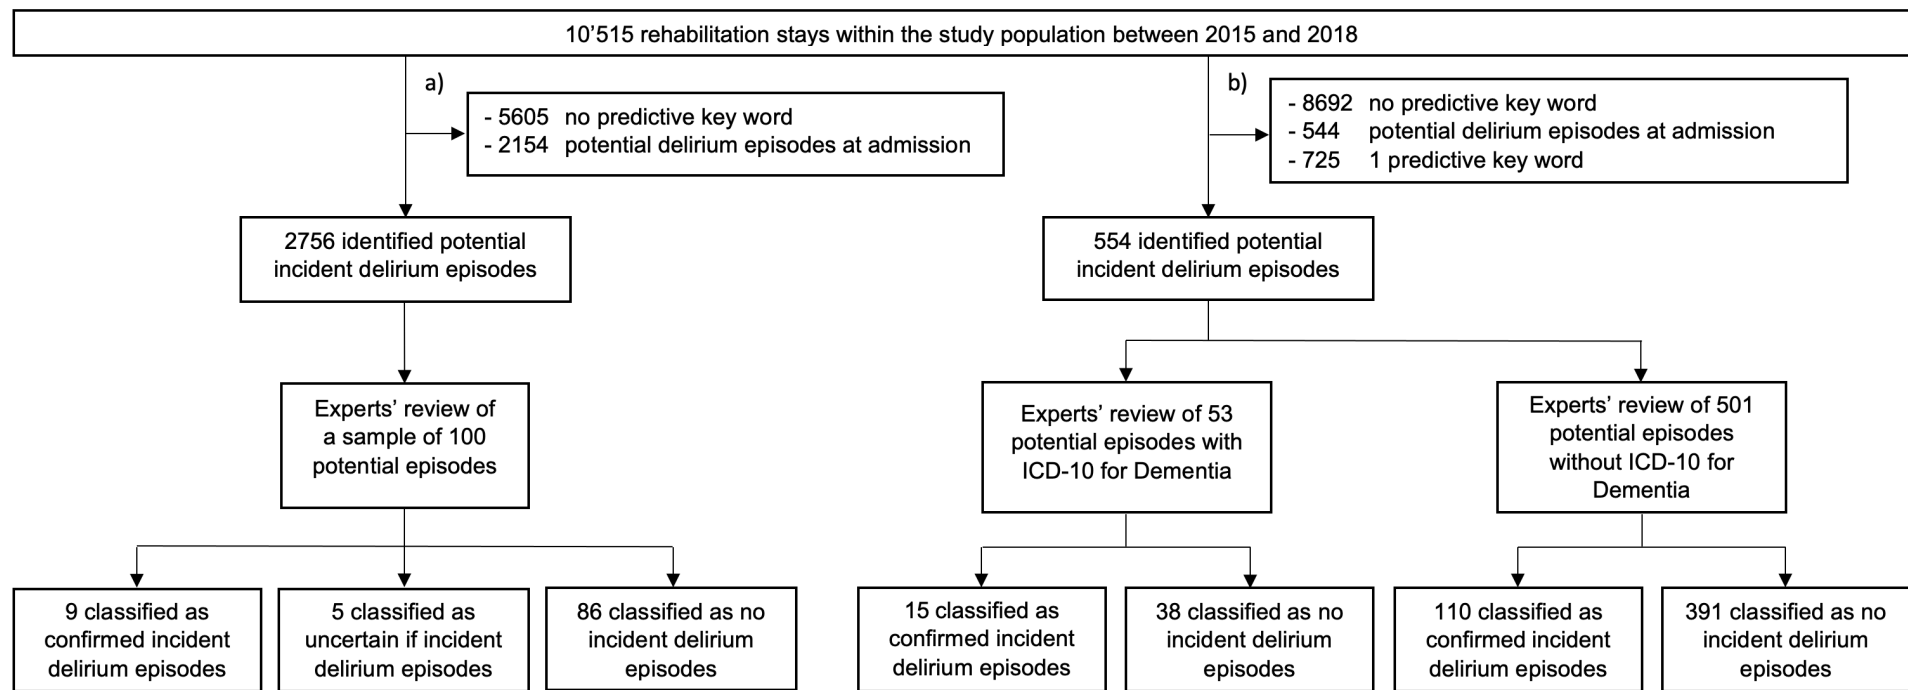 10’515 rehabilitation stays within the study population between 2015 and 2018
a)
- 5605 no predictive key word
- 2154 potential delirium episodes at admission
b)
- 8692 no predictive key word
- 544 potential delirium episodes at admission
- 725 1 predictive key word
2756 identified potential
incident delirium episodes
554 identified potential
incident delirium episodes
Experts’ review of
a sample of 100
potential episodes
Experts’ review of 53
potential episodes with
ICD-10 for Dementia
Experts’ review of 501
potential episodes
without ICD-10 for
Dementia
9 classified as
confirmed incident
delirium episodes
5 classified as
uncertain if incident
delirium episodes
86 classified as no
incident delirium
episodes
15 classified as
confirmed incident
delirium episodes
38 classified as no
incident delirium
episodes
110 classified as
confirmed incident
delirium episodes
391 classified as no
incident delirium
episodes